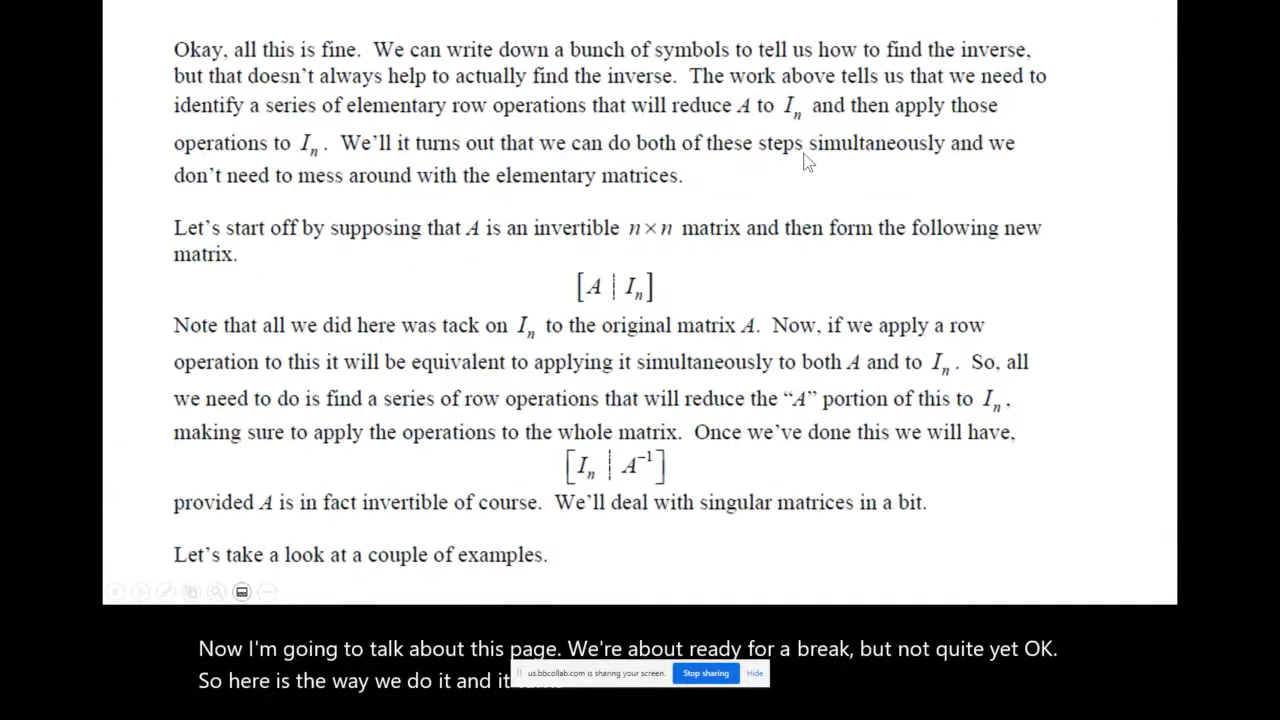 Okay, all this is fine.  We can write down a bunch of symbols to tell us how to find the inverse,
but that doesn’t always help to actually find the inverse.  The work above tells us that we need to
identify a series of elementary row operations that will reduce A to Iₙ and then apply those
operations to Iₙ.  We’ll it turns out that we can do both of these steps simultaneously and we
don’t need to mess around with the elementary matrices.
Let’s start off by supposing that A is an invertible n×n matrix and then form the following new
matrix.
[A | Iₙ]
Note that all we did here was tack on Iₙ to the original matrix A.  Now, if we apply a row
operation to this it will be equivalent to applying it simultaneously to both A and to Iₙ.  So, all
we need to do is find a series of row operations that will reduce the “A” portion of this to Iₙ,
making sure to apply the operations to the whole matrix.  Once we’ve done this we will have,
[Iₙ | A⁻¹]
provided A is in fact invertible of course.  We’ll deal with singular matrices in a bit.
Let’s take a look at a couple of examples.
Now I'm going to talk about this page. We're about ready for a break, but not quite yet OK.
So here is the way we do it and it
us.bbcollab.com is sharing your screen. Stop sharing Hide